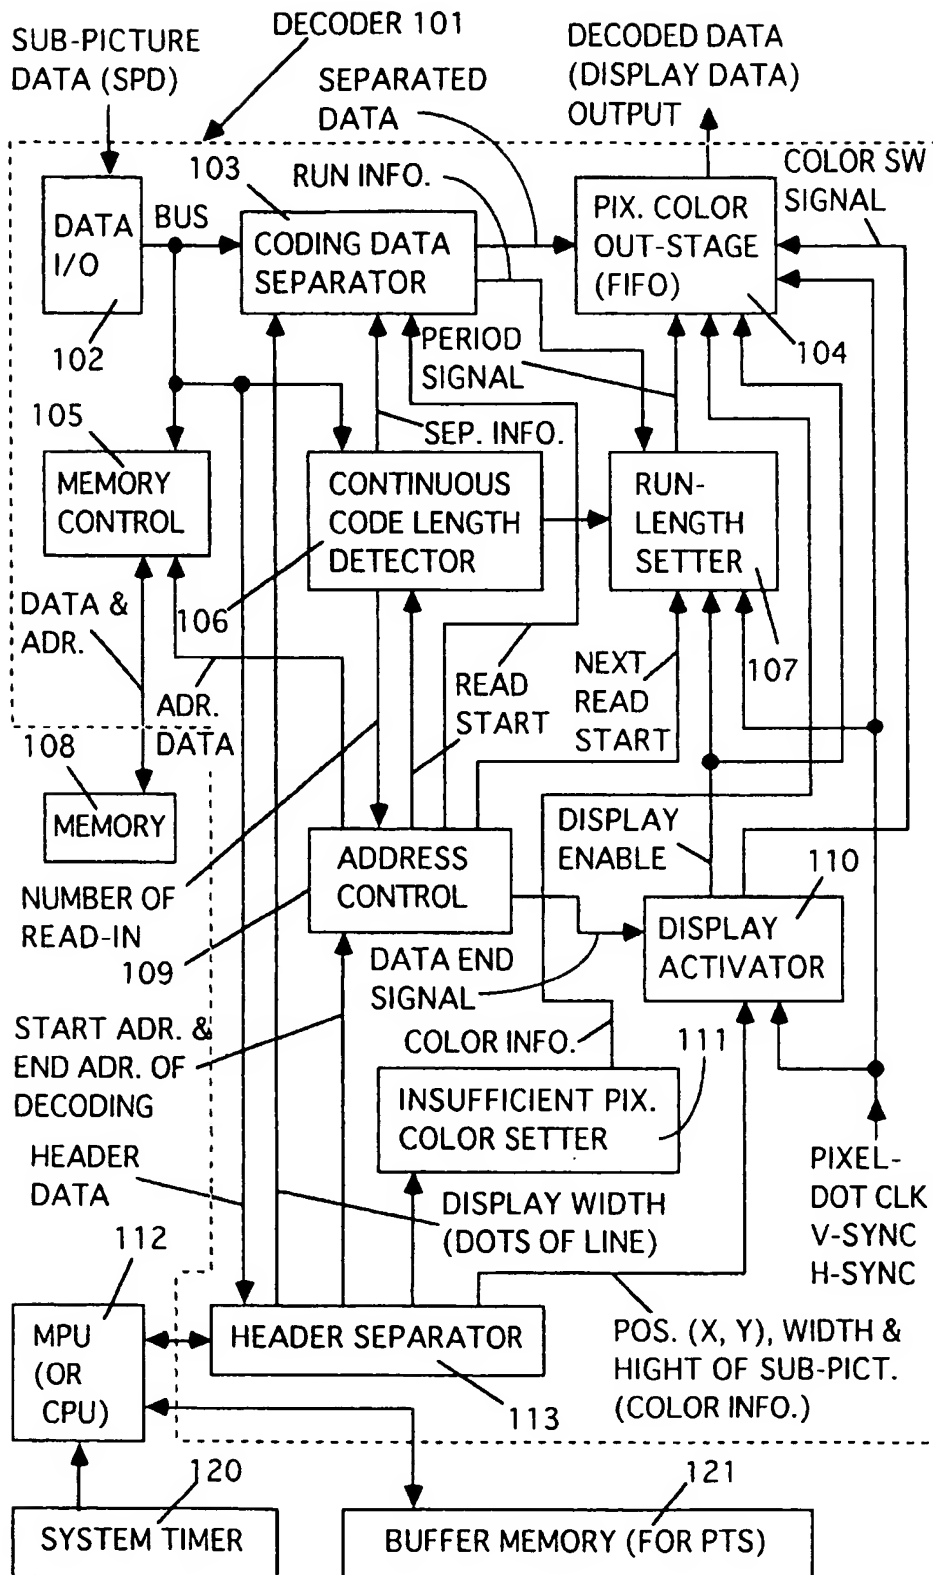 SUB-PICTURE
DATA (SPD)
DECODER 101
SEPARATED
DATA
DECODED DATA
(DISPLAY DATA)
OUTPUT
103
RUN INFO.
COLOR SW
SIGNAL
DATA
I/O
BUS
CODING DATA
SEPARATOR
PIX. COLOR
OUT-STAGE
(FIFO)
102
PERIOD
SIGNAL
104
105
SEP. INFO.
MEMORY
CONTROL
CONTINUOUS
CODE LENGTH
DETECTOR
RUN-
LENGTH
SETTER
DATA &
ADR.
106
107
ADR.
DATA
READ
START
NEXT
READ
START
108
MEMORY
DISPLAY
ENABLE
110
ADDRESS
CONTROL
NUMBER OF
READ-IN
109
DATA END
SIGNAL
DISPLAY
ACTIVATOR
START ADR. &
END ADR. OF
DECODING
COLOR INFO.
111
INSUFFICIENT PIX.
COLOR SETTER
HEADER
DATA
DISPLAY WIDTH
(DOTS OF LINE)
PIXEL-
DOT CLK
V-SYNC
H-SYNC
112
MPU
(OR
CPU)
HEADER SEPARATOR
113
POS. (X, Y), WIDTH &
HIGHT OF SUB-PICT.
(COLOR INFO.)
120
SYSTEM TIMER
121
BUFFER MEMORY (FOR PTS)